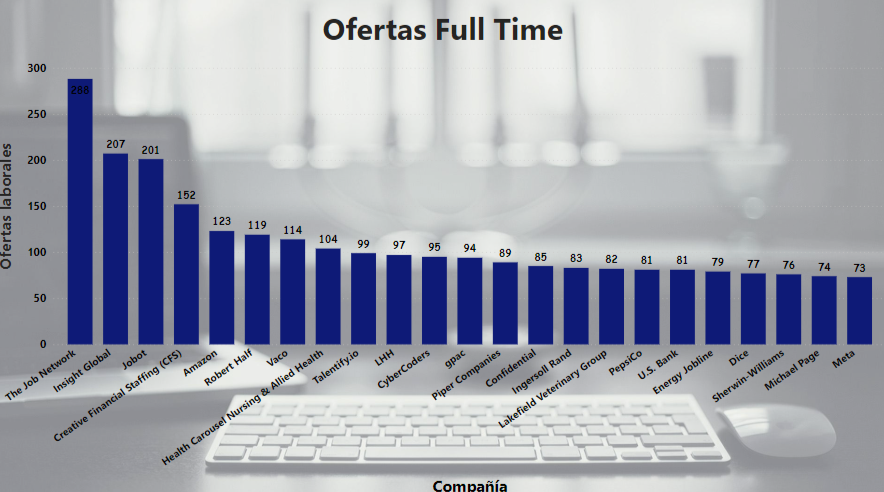 Ofertas Full Time
Ofertas laborales
300
250
200
150
100
50
0
288
207
201
152
123
119
114
104
99
97
95
94
89
85
83
82
81
81
79
77
76
74
73
The Job Network
Insight Global
Jobot
Creative Financial Staffing (CFS)
Amazon
Robert Half
Vaco
Health Carousel Nursing & Allied Health
Talentify.io
LHH
CyberCoders
gpac
Piper Companies
Confidential
Ingersoll Rand
Lakefield Veterinary Group
PepsiCo
U.S. Bank
Energy Jobline
Dice
Sherwin-Williams
Michael Page
Meta
Compañía